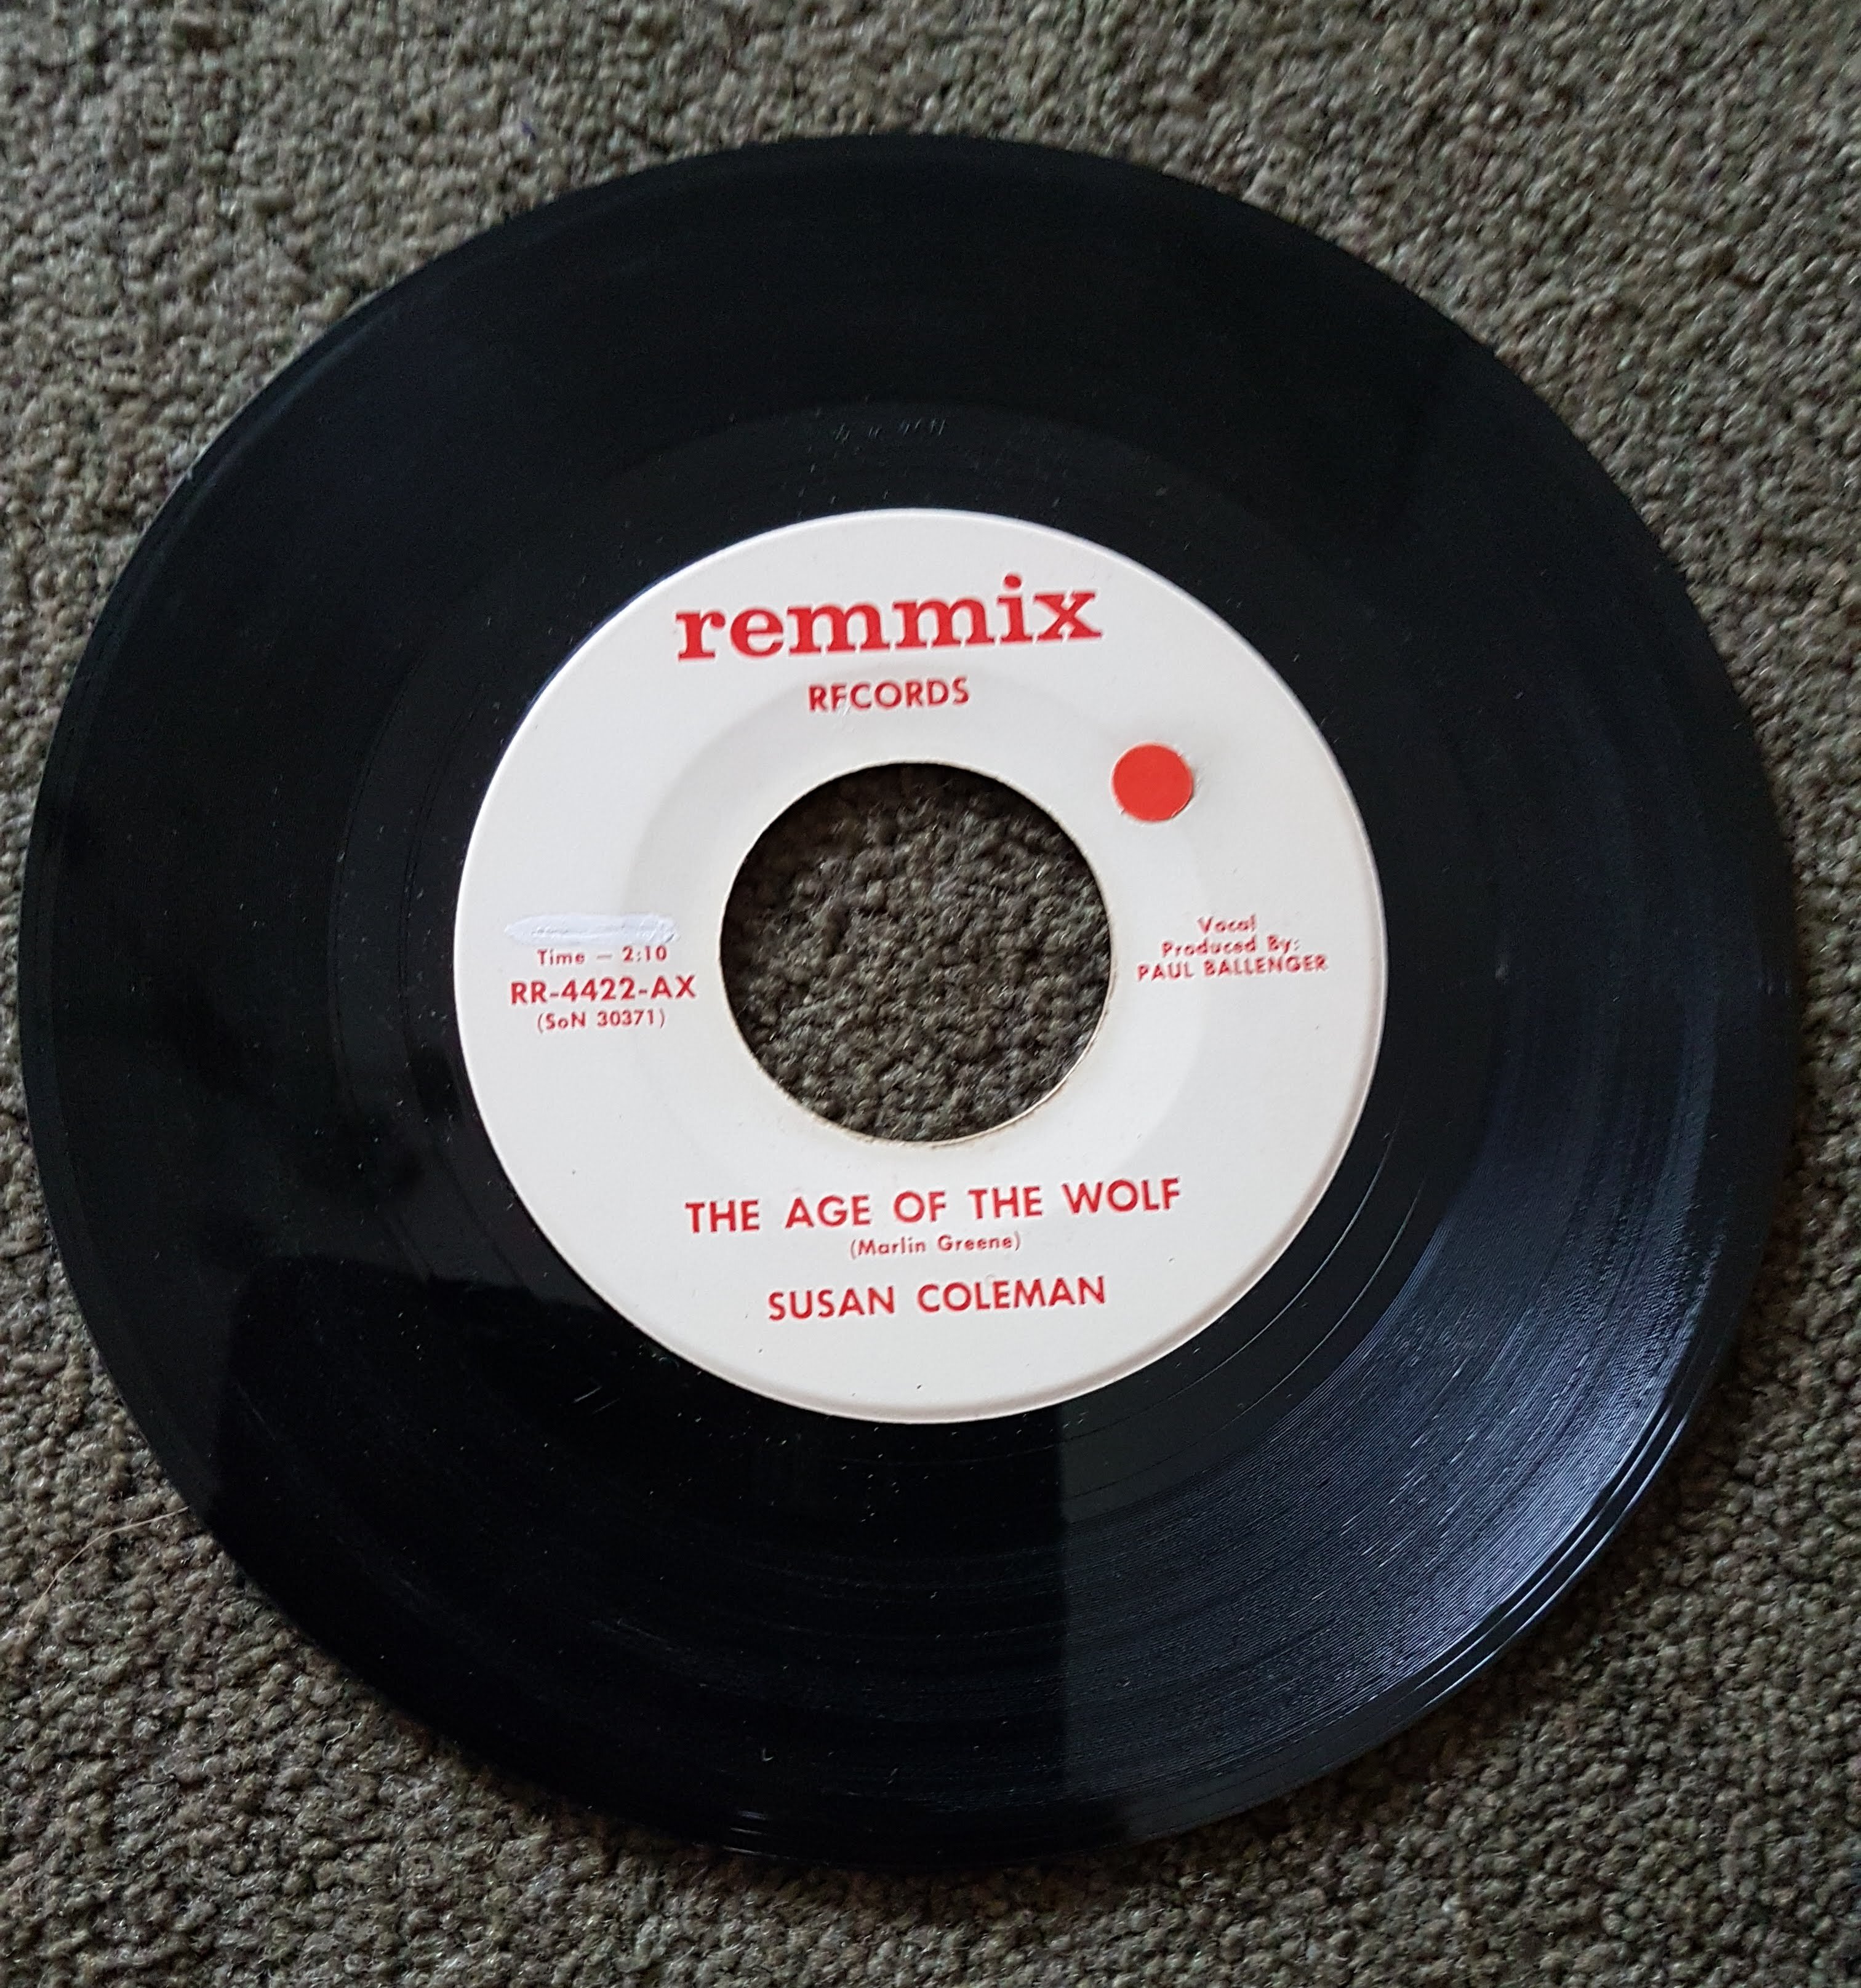 remmix
RECORDS
Time — 2:10
RR-4422-AX
(SoN 30371)
Vocal
Produced By:
PAUL BALLENGER
THE AGE OF THE WOLF
(Marlin Greene)
SUSAN COLEMAN